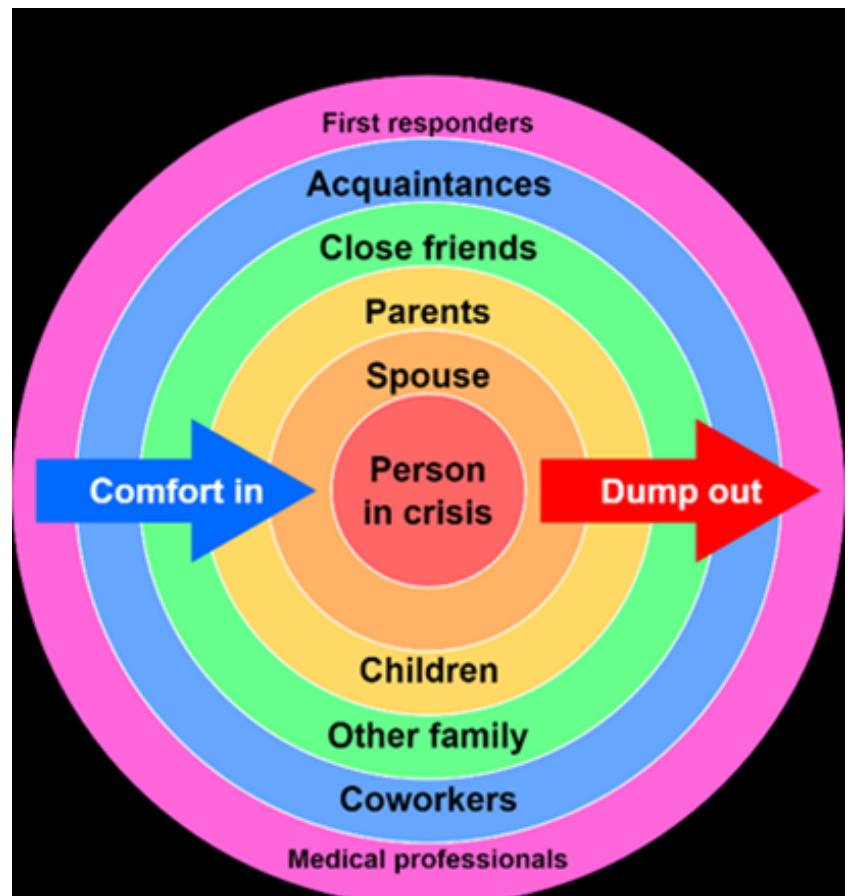 First responders
Acquaintances
Close friends
Parents
Spouse
Person
in crisis
Comfort in
Dump out
Children
Other family
Coworkers
Medical professionals